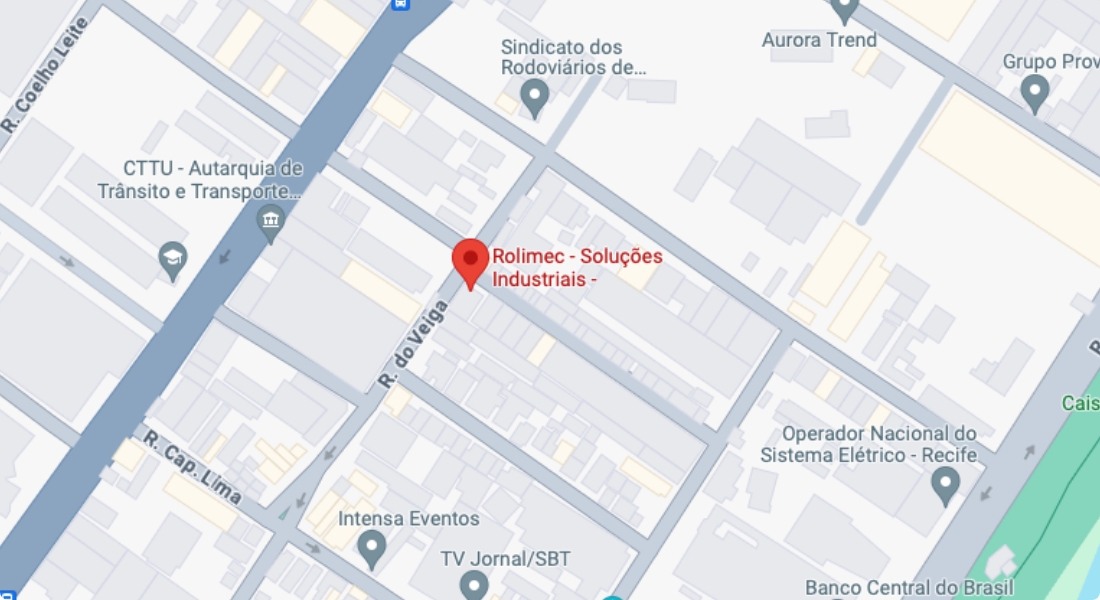 Sindicato dos
Rodoviários de...
Aurora Trend
Grupo Prov
R. Coelho Leite
CTTU - Autarquia de
Trânsito e Transporte...
Rolimec - Soluções
Industriais -
R. do Veiga
Cais
R. Cap. Lima
Operador Nacional do
Sistema Elétrico - Recife
Intensa Eventos
TV Jornal/SBT
Banco Central do Brasil